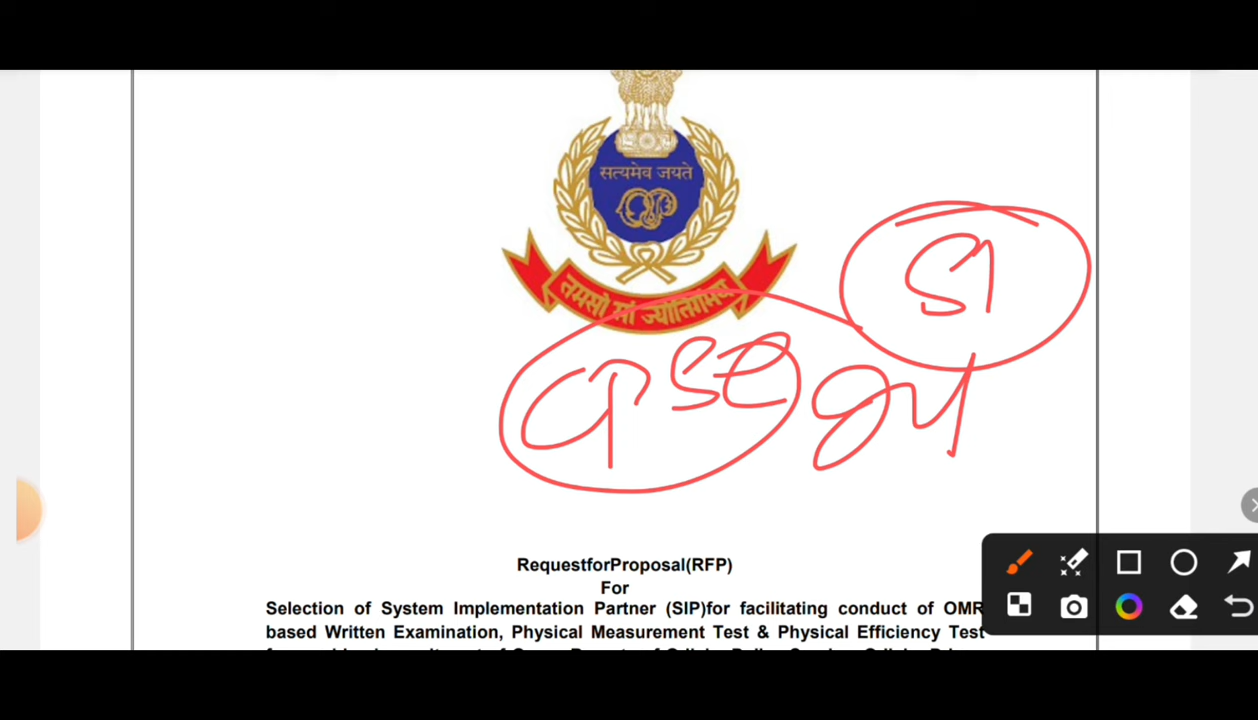 सत्यमेव जयते
तमसो मां ज्योतिगमय
SI
CPSE
RequestforProposal(RFP)
For
Selection of System Implementation Partner (SIP)for facilitating conduct of OMR
based Written Examination, Physical Measurement Test & Physical Efficiency Test